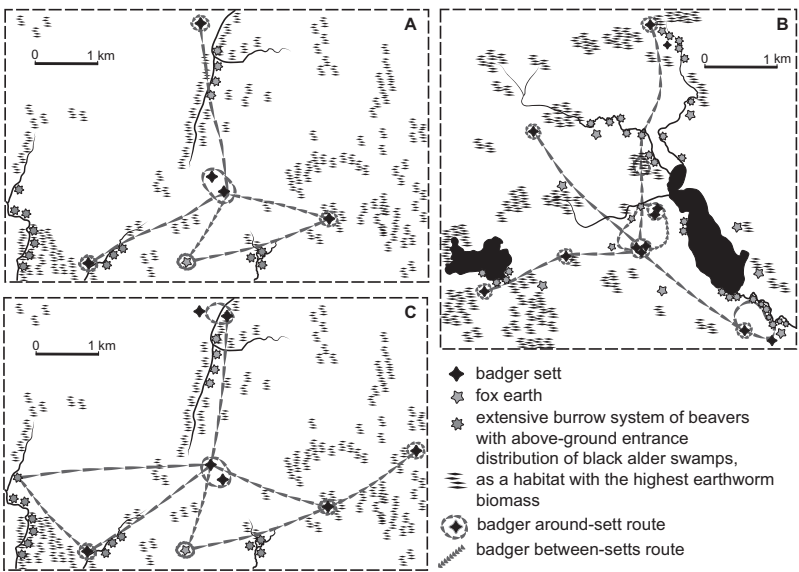 A
0 1 km
B
0 1 km
C
0 1 km
badger sett
fox earth
extensive burrow system of beavers
with above-ground entrance
distribution of black alder swamps,
as a habitat with the highest earthworm
biomass
badger around-sett route
badger between-setts route